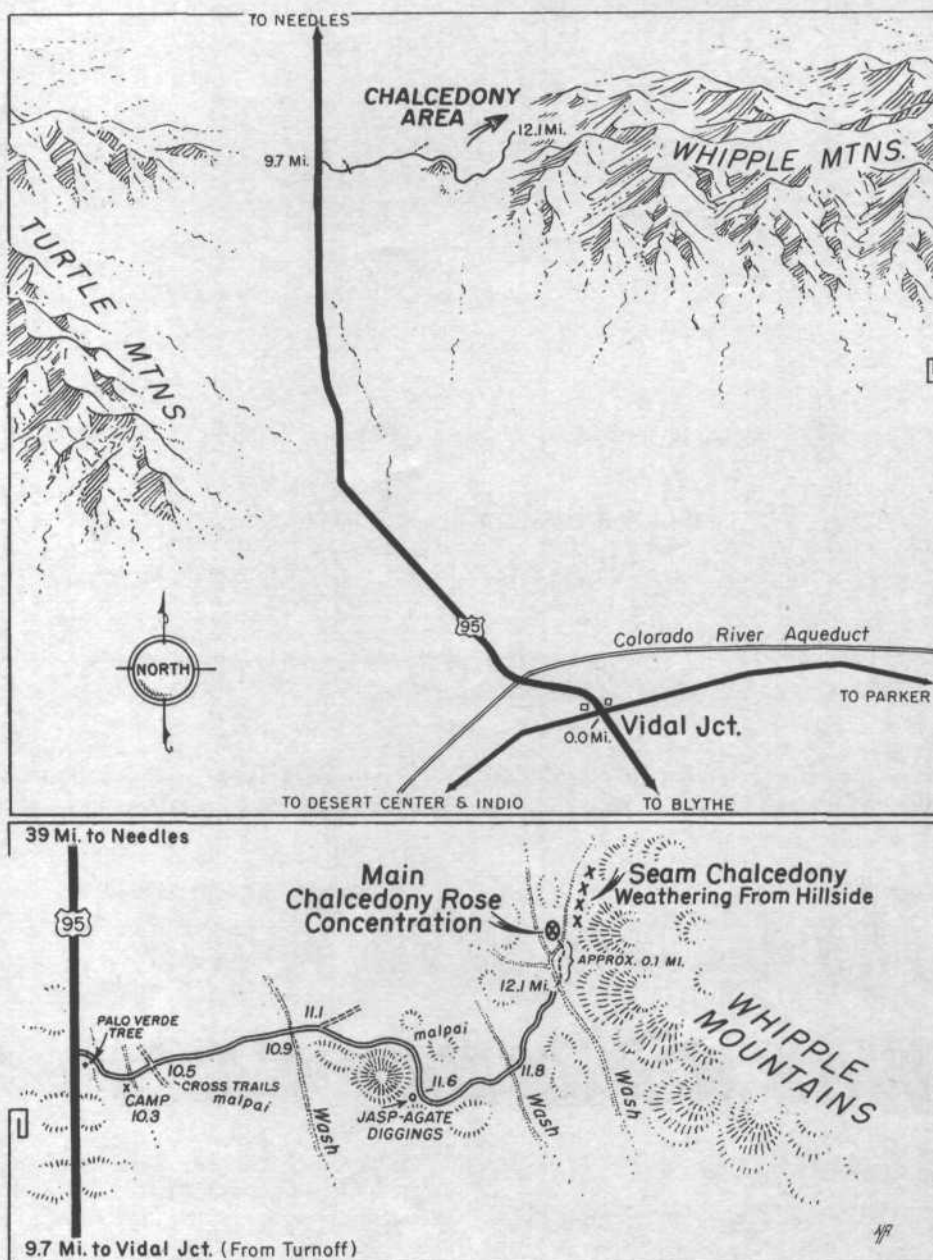 TO NEEDLES
CHALCEDONY
AREA
12.1 Mi.
9.7 Mi.
WHIPPLE MTNS.
TURTLE
MTNS
95
Colorado River Aqueduct
NORTH
TO PARKER
Vidal Jct.
0.0 Mi.
TO DESERT CENTER & INDIO
TO BLYTHE
39 Mi. to Needles
95
Main
Chalcedony Rose
Concentration
Seam Chalcedony
Weathering From Hillside
APPROX. 0.1 MI.
12.1 Mi.
PALO VERDE
TREE
11.1
malpai
10.9
10.5
CROSS TRAILS
malpai
CAMP
10.3
11.6
11.8
JASP-AGATE
DIGGINGS
Wash
Wash
Wash
WHIPPLE
MOUNTAINS
9.7 Mi. to Vidal Jct. (From Turnoff)